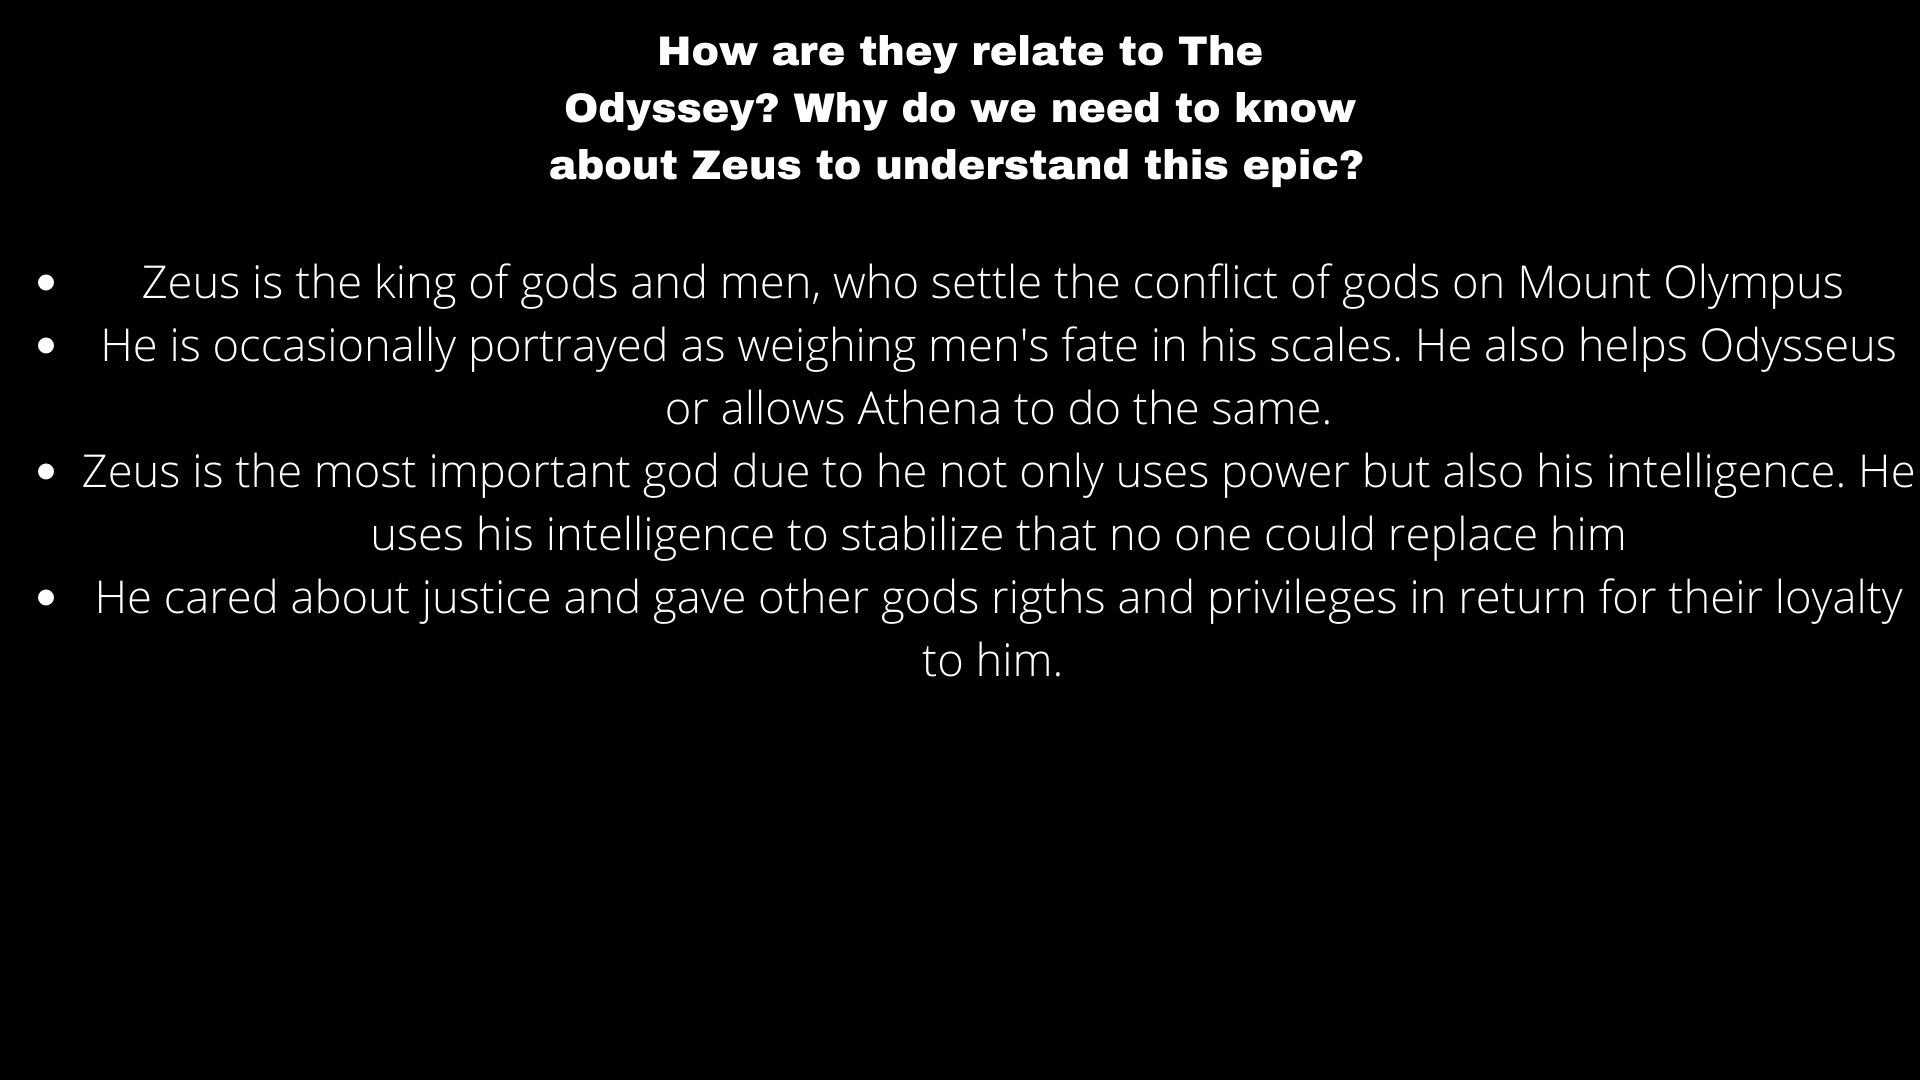 How are they relate to The
Odyssey? Why do we need to know
about Zeus to understand this epic?
• Zeus is the king of gods and men, who settle the conflict of gods on Mount Olympus
• He is occasionally portrayed as weighing men's fate in his scales. He also helps Odysseus
or allows Athena to do the same.
• Zeus is the most important god due to he not only uses power but also his intelligence. He
uses his intelligence to stabilize that no one could replace him
• He cared about justice and gave other gods rigths and privileges in return for their loyalty
to him.